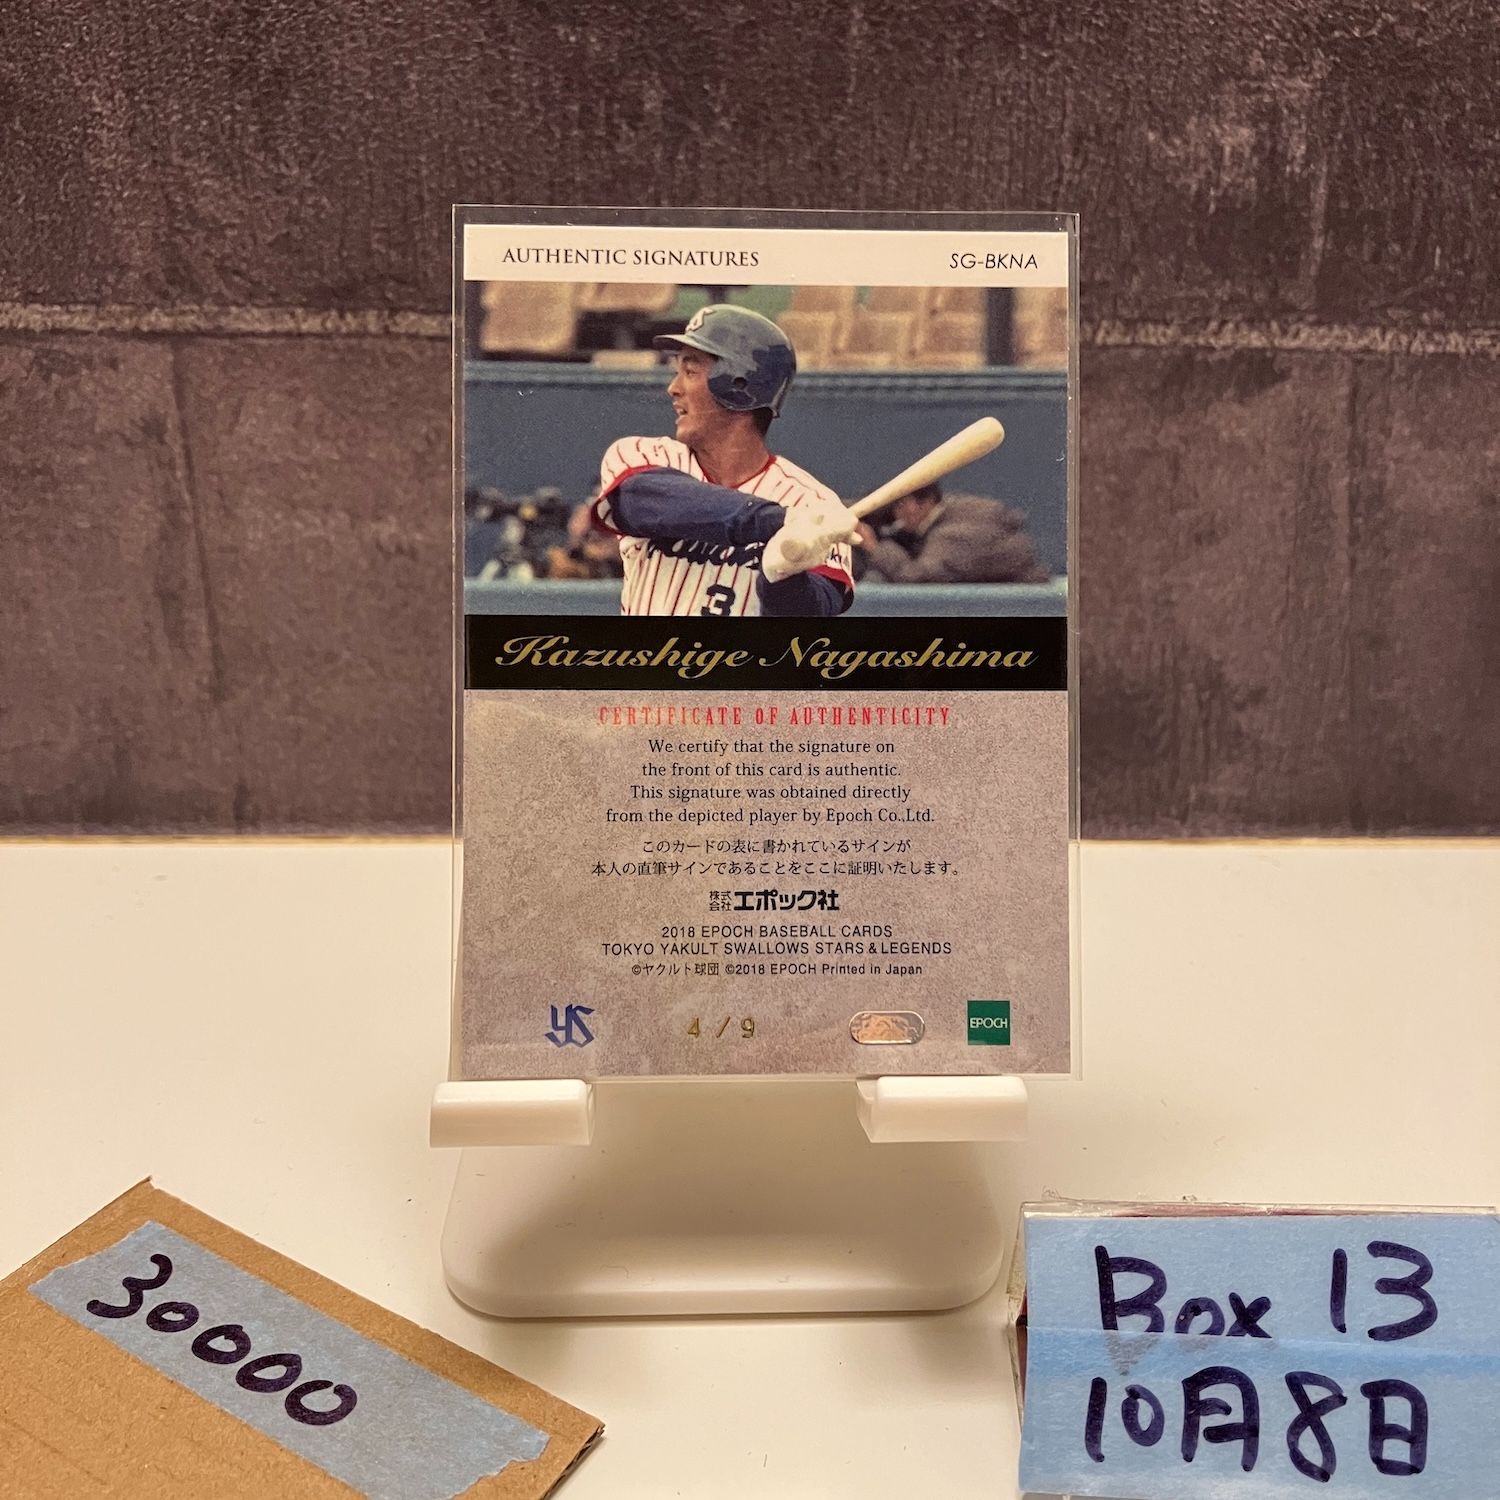 AUTHENTIC SIGNATURES
SG-BKNA
3
Kazushige Nagashima
CERTIFICATE OF AUTHENTICITY
We certify that the signature on
the front of this card is authentic.
This signature was obtained directly
from the depicted player by Epoch Co.,Ltd.
このカードの表に書かれているサインが
本人の直筆サインであることをここに証明いたします。
株式会社エポック社
2018 EPOCH BASEBALL CARDS
TOKYO YAKULT SWALLOWS STARS & LEGENDS
©ヤクルト球団 ©2018 EPOCH Printed in Japan
YS
4 / 9
EPOCH
30000
Box 13
10月8日